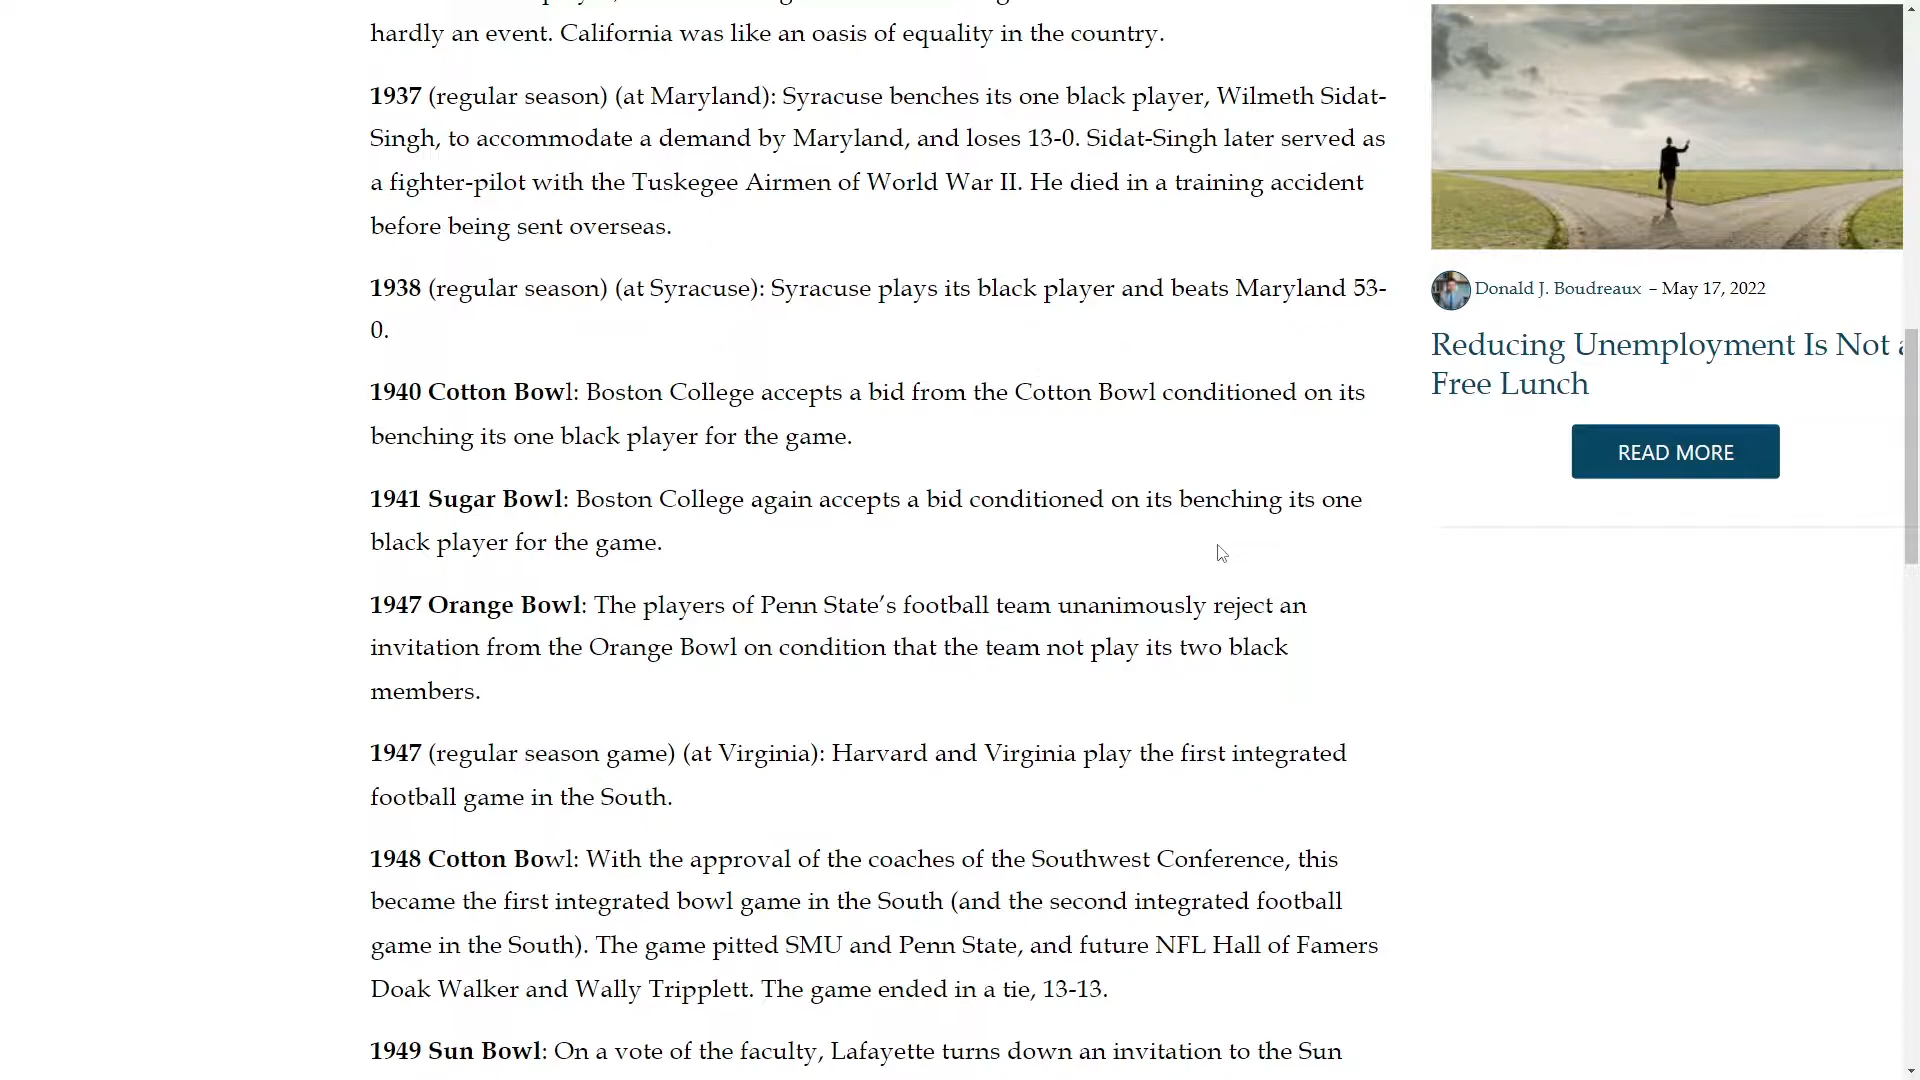 hardly an event. California was like an oasis of equality in the country.
1937 (regular season) (at Maryland): Syracuse benches its one black player, Wilmeth Sidat-
Singh, to accommodate a demand by Maryland, and loses 13-0. Sidat-Singh later served as
a fighter-pilot with the Tuskegee Airmen of World War II. He died in a training accident
before being sent overseas.
1938 (regular season) (at Syracuse): Syracuse plays its black player and beats Maryland 53-
0.
1940 Cotton Bowl: Boston College accepts a bid from the Cotton Bowl conditioned on its
benching its one black player for the game.
1941 Sugar Bowl: Boston College again accepts a bid conditioned on its benching its one
black player for the game.
1947 Orange Bowl: The players of Penn State’s football team unanimously reject an
invitation from the Orange Bowl on condition that the team not play its two black
members.
1947 (regular season game) (at Virginia): Harvard and Virginia play the first integrated
football game in the South.
1948 Cotton Bowl: With the approval of the coaches of the Southwest Conference, this
became the first integrated bowl game in the South (and the second integrated football
game in the South). The game pitted SMU and Penn State, and future NFL Hall of Famers
Doak Walker and Wally Tripplett. The game ended in a tie, 13-13.
1949 Sun Bowl: On a vote of the faculty, Lafayette turns down an invitation to the Sun
Donald J. Boudreaux – May 17, 2022
Reducing Unemployment Is Not a
Free Lunch
READ MORE